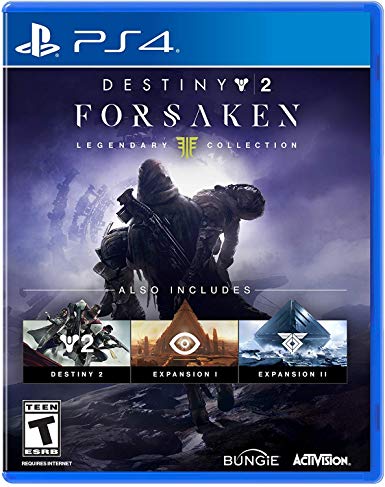 PS4
DESTINY 2
FORSAKEN
LEGENDARY COLLECTION
ALSO INCLUDES
2
DESTINY 2
EXPANSION I
EXPANSION II
TEEN
T
ESRB
REQUIRES INTERNET
BUNGiE
ACTIVISION